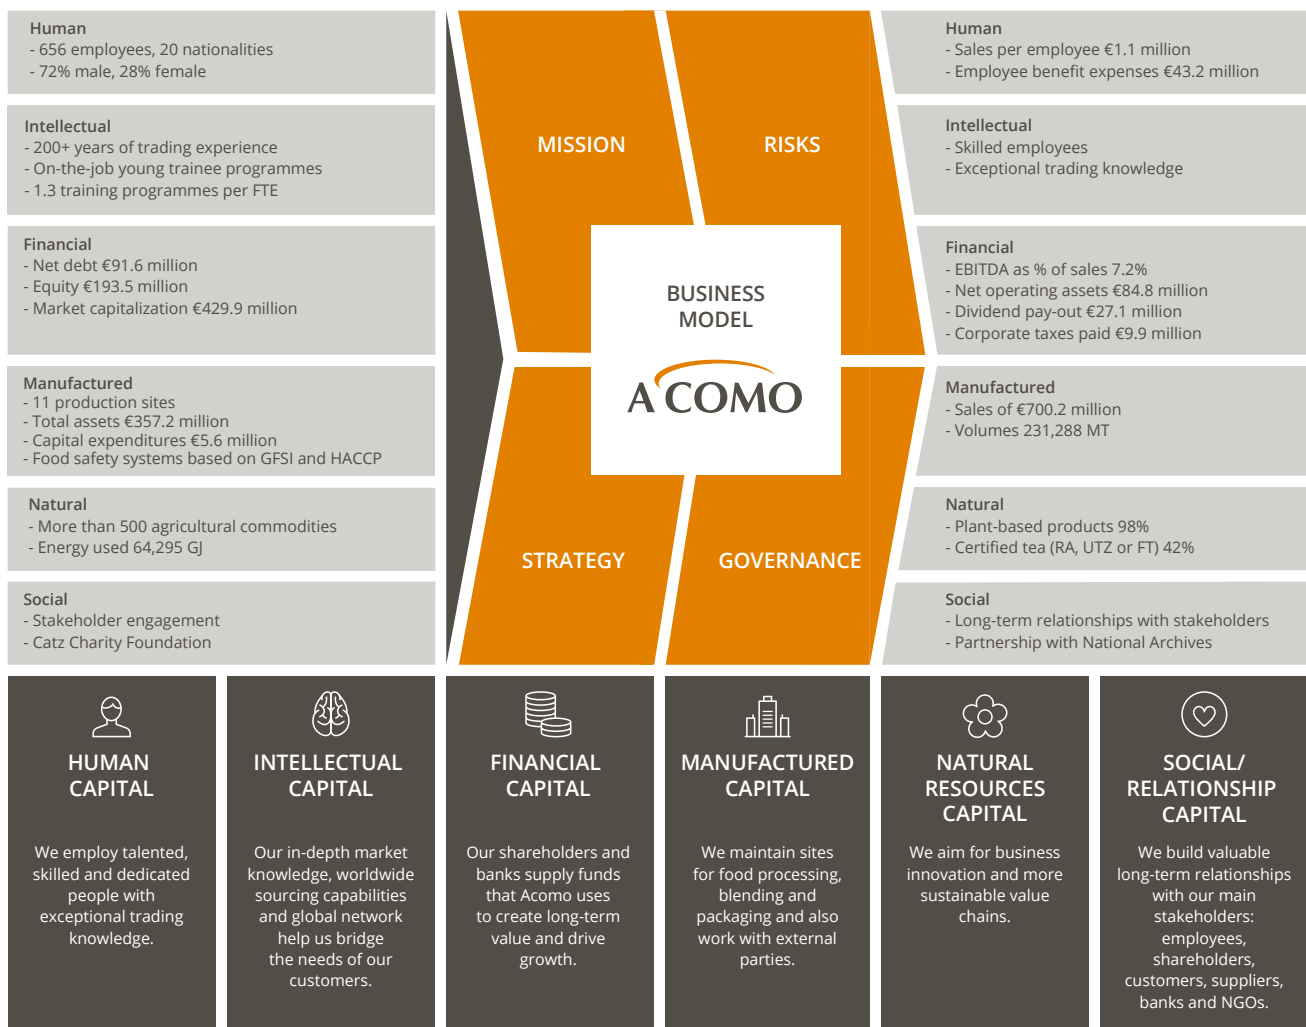 Human
- 656 employees, 20 nationalities
- 72% male, 28% female
Intellectual
- 200+ years of trading experience
- On-the-job young trainee programmes
- 1.3 training programmes per FTE
Financial
- Net debt €91.6 million
- Equity €193.5 million
- Market capitalization €429.9 million
Manufactured
- 11 production sites
- Total assets €357.2 million
- Capital expenditures €5.6 million
- Food safety systems based on GFSI and HACCP
Natural
- More than 500 agricultural commodities
- Energy used 64,295 GJ
Social
- Stakeholder engagement
- Catz Charity Foundation
MISSION
RISKS
BUSINESS
MODEL
ACOMO
STRATEGY
GOVERNANCE
Human
- Sales per employee €1.1 million
- Employee benefit expenses €43.2 million
Intellectual
- Skilled employees
- Exceptional trading knowledge
Financial
- EBITDA as % of sales 7.2%
- Net operating assets €84.8 million
- Dividend pay-out €27.1 million
- Corporate taxes paid €9.9 million
Manufactured
- Sales of €700.2 million
- Volumes 231,288 MT
Natural
- Plant-based products 98%
- Certified tea (RA, UTZ or FT) 42%
Social
- Long-term relationships with stakeholders
- Partnership with National Archives
HUMAN
CAPITAL
We employ talented,
skilled and dedicated
people with
exceptional trading
knowledge.
INTELLECTUAL
CAPITAL
Our in-depth market
knowledge, worldwide
sourcing capabilities
and global network
help us bridge
the needs of our
customers.
FINANCIAL
CAPITAL
Our shareholders and
banks supply funds
that Acomo uses
to create long-term
value and drive
growth.
MANUFACTURED
CAPITAL
We maintain sites
for food processing,
blending and
packaging and also
work with external
parties.
NATURAL
RESOURCES
CAPITAL
We aim for business
innovation and more
sustainable value
chains.
SOCIAL/
RELATIONSHIP
CAPITAL
We build valuable
long-term relationships
with our main
stakeholders:
employees,
shareholders,
customers, suppliers,
banks and NGOs.